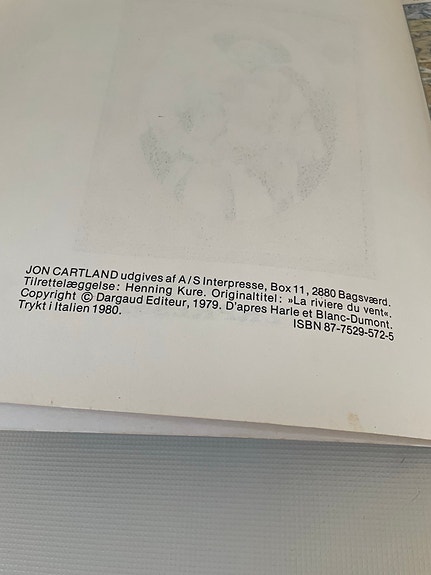 JON CARTLAND udgives af A/S Interpresse, Box 11, 2880 Bagsværd.
Tilrettelæggelse: Henning Kure. Originaltitel: »La riviere du vent«.
Copyright © Dargaud Editeur, 1979. D'apres Harle et Blanc-Dumont.
Trykt i Italien 1980.
ISBN 87-7529-572-5